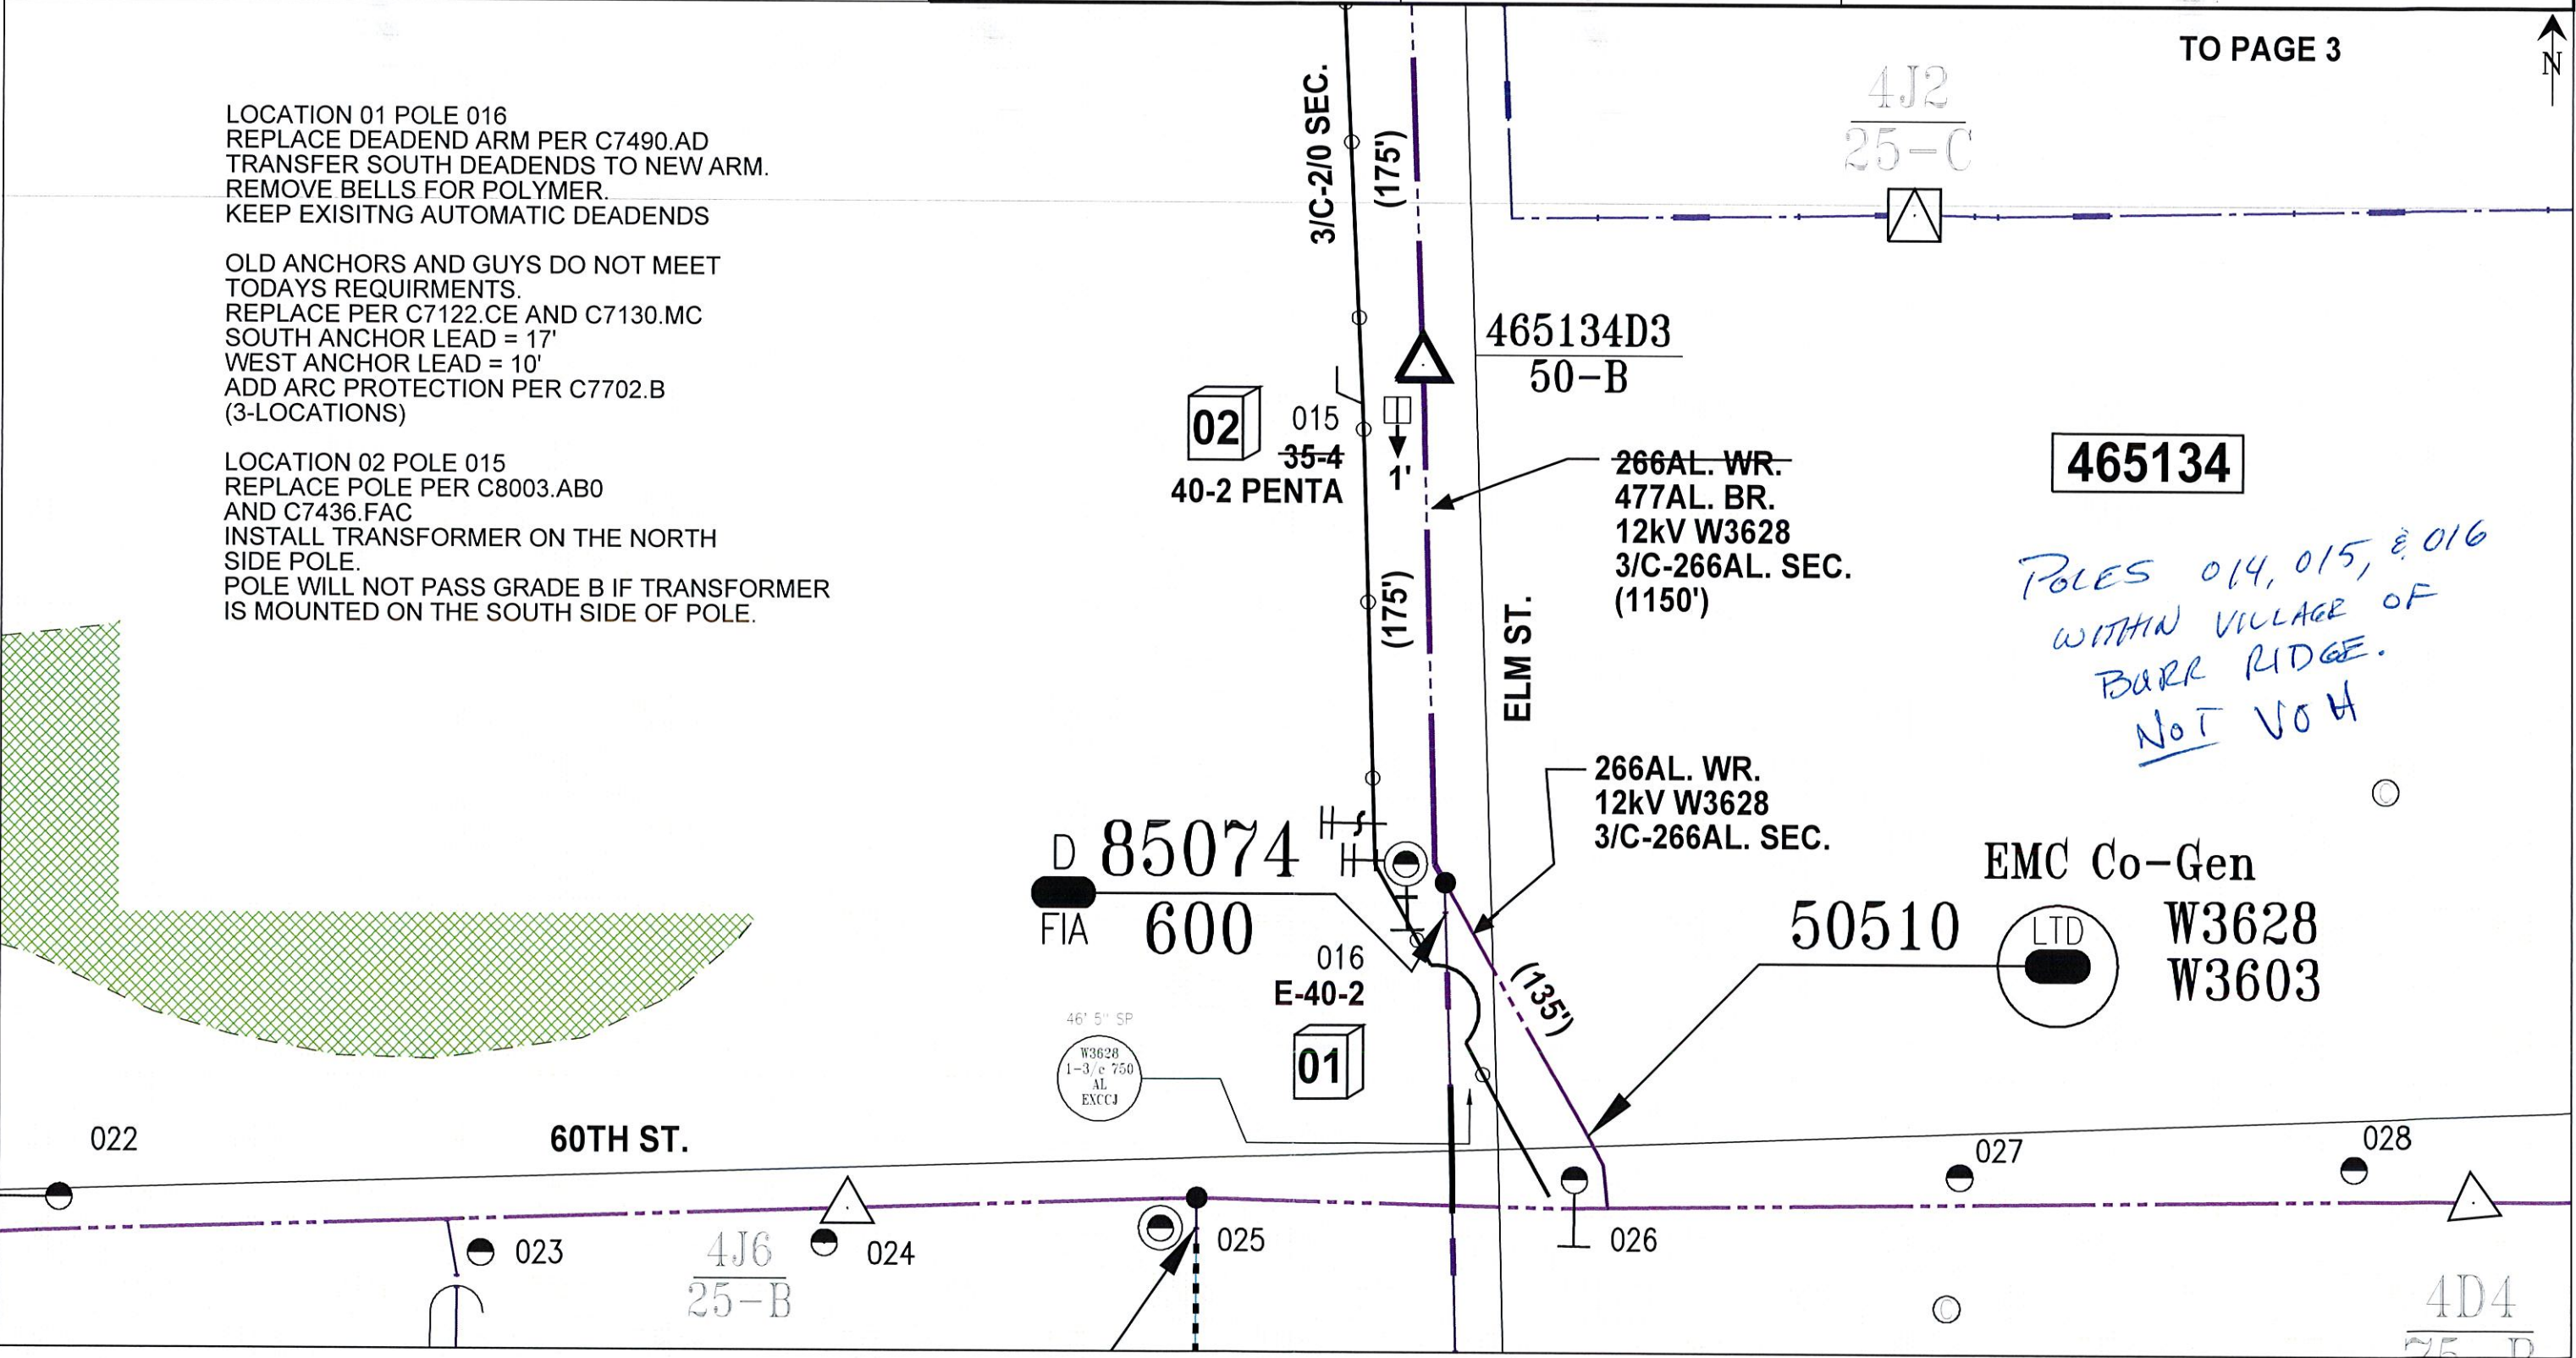 TO PAGE 3
N
4J2
25-C
LOCATION 01 POLE 016
REPLACE DEADEND ARM PER C7490.AD
TRANSFER SOUTH DEADENDS TO NEW ARM.
REMOVE BELLS FOR POLYMER.
KEEP EXISITNG AUTOMATIC DEADENDS
OLD ANCHORS AND GUYS DO NOT MEET
TODAYS REQUIRMENTS.
REPLACE PER C7122.CE AND C7130.MC
SOUTH ANCHOR LEAD = 17'
WEST ANCHOR LEAD = 10'
ADD ARC PROTECTION PER C7702.B
(3-LOCATIONS)
LOCATION 02 POLE 015
REPLACE POLE PER C8003.AB0
AND C7436.FAC
INSTALL TRANSFORMER ON THE NORTH
SIDE POLE.
POLE WILL NOT PASS GRADE B IF TRANSFORMER
IS MOUNTED ON THE SOUTH SIDE OF POLE.
3/C-2/0 SEC.
(175')
465134D3
50-B
02
015
35-4
40-2 PENTA
1'
266AL. WR.
477AL. BR.
12kV W3628
3/C-266AL. SEC.
(1150')
465134
POLES 014, 015, & 016
WITHIN VILLAGE OF
BURR RIDGE.
NOT VOH
(175')
ELM ST.
266AL. WR.
12kV W3628
3/C-266AL. SEC.
D 85074
FIA 600
H
H
016
E-40-2
01
(135')
EMC Co-Gen
50510
LTD
W3628
W3603
C
46' 5" SP
W3628
1-3/c 750
AL
EXCCJ
60TH ST.
022
023
024
025
026
027
028
4J6
25-B
C
4D4